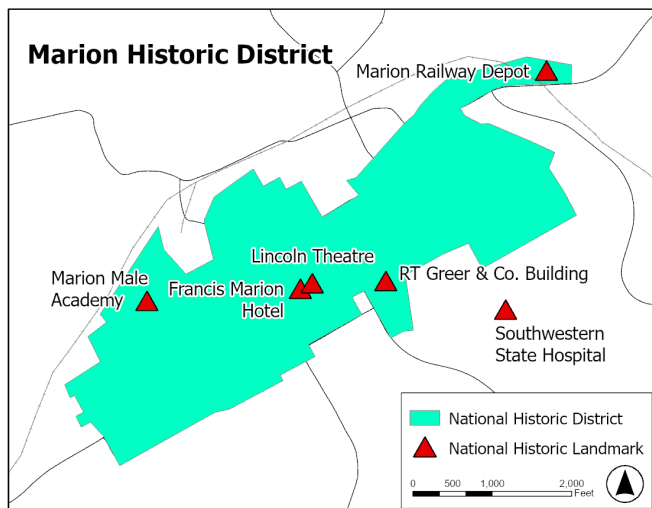 Marion Historic District
Marion Railway Depot
Lincoln Theatre
Marion Male
Academy
Francis Marion
Hotel
RT Greer & Co. Building
Southwestern
State Hospital
National Historic District
National Historic Landmark
0 500 1,000 2,000
Feet